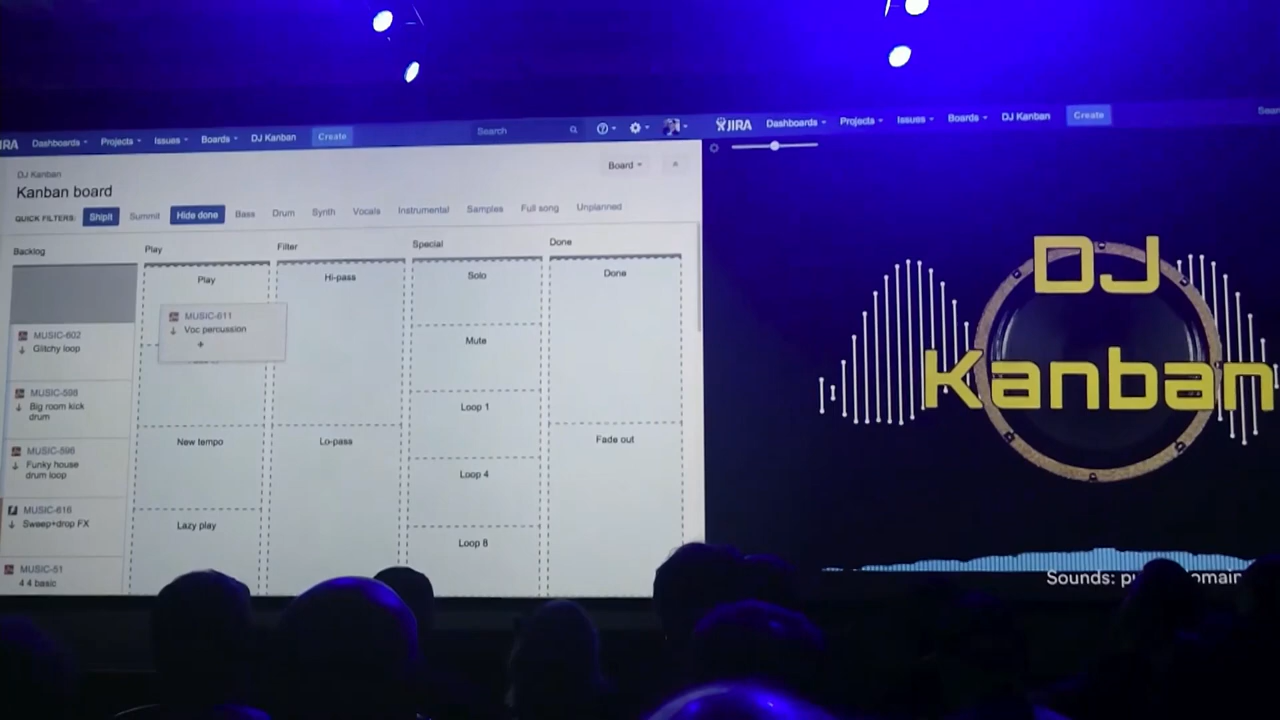 IRA Dashboards Projects Issues Boards DJ Kanban Create Search
DJ Kanban
Kanban board
Board
QUICK FILTERS: ShipIt Summit Hide done Bass Drum Synth Vocals Instrumental Samples Full song Unplanned
Backlog Play Filter Special Done
MUSIC-602
Glitchy loop
MUSIC-598
Big room kick
drum
MUSIC-596
Funky house
drum loop
MUSIC-616
Sweep+drop FX
MUSIC-51
4 4 basic
Play
MUSIC-611
Voc percussion
New tempo
Lazy play
Hi-pass
Lo-pass
Solo
Mute
Loop 1
Loop 4
Loop 8
Done
Fade out
JIRA Dashboards Projects Issues Boards DJ Kanban Create
DJ
Kanban
Sounds: